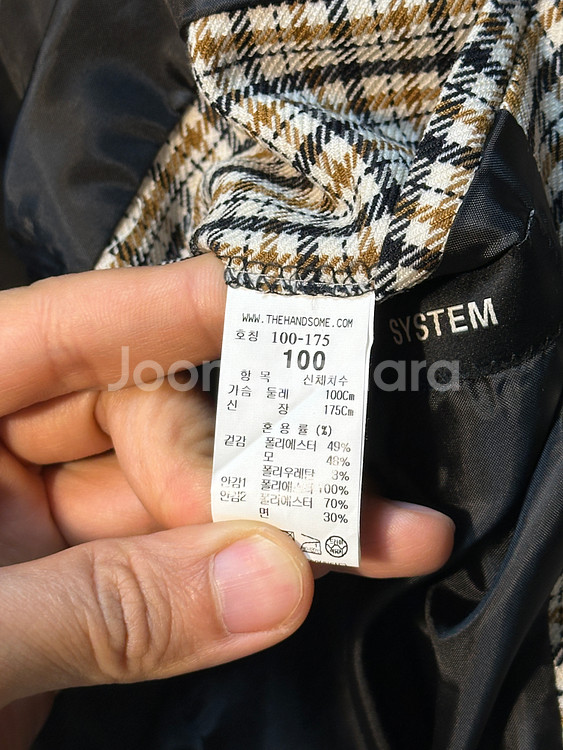 WWW.THEHANDSOME.COM
호칭 100-175
100
항 목 신체치수
가슴 둘레 100Cm
신 장 175Cm
혼 용 률 (%)
겉감 폴리에스터 49%
모 48%
폴리우레탄 3%
안감1 폴리에스터 100%
안감2 폴리에스터 70%
면 30%
SYSTEM